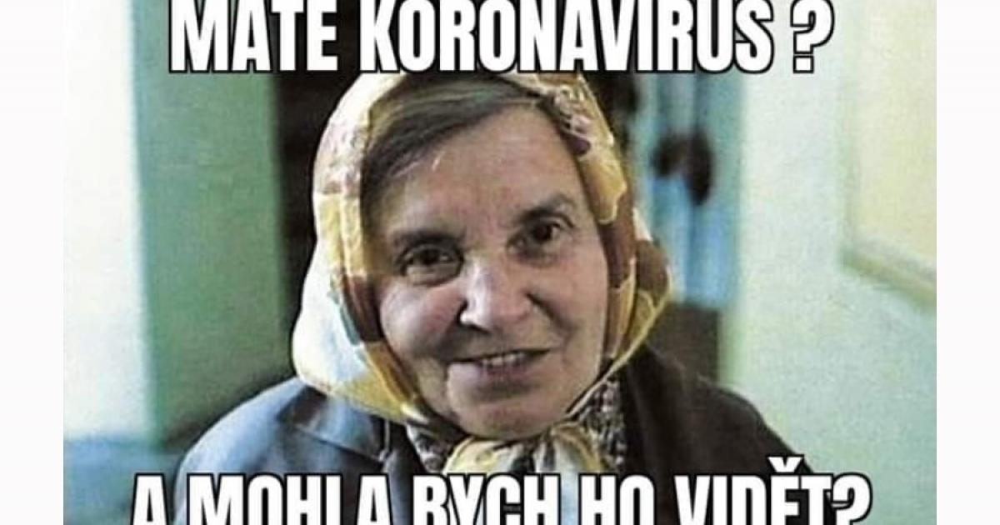 MÁTE KORONAVIRUS?
A MOHLA BYCH HO VIDĚT?